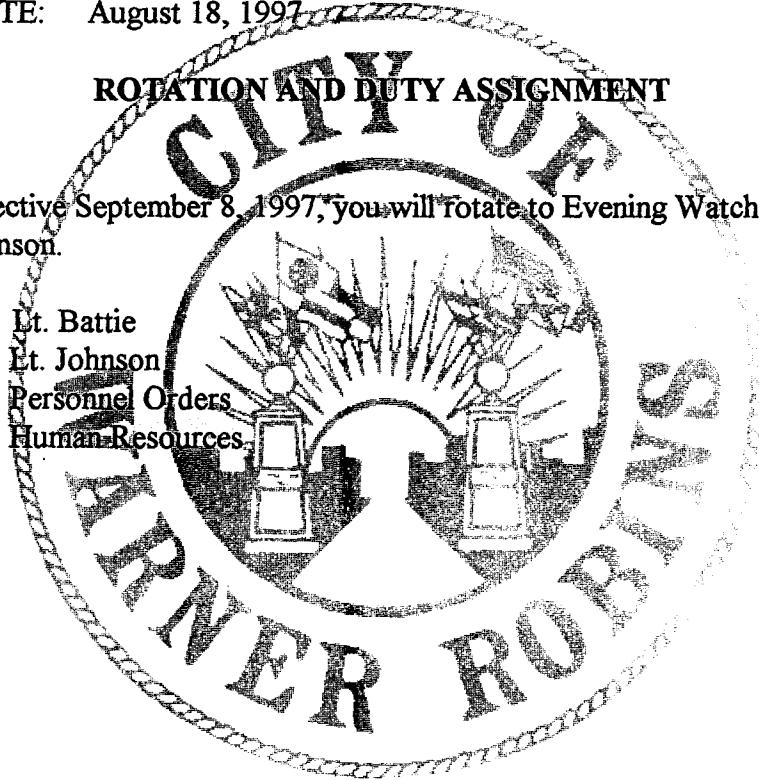 TE: August 18, 1997
CITY OF
ROTATION AND DUTY ASSIGNMENT
ective September 8, 1997, you will rotate to Evening Watch
nson.
Lt. Battie
Lt. Johnson
Personnel Orders
Human Resources
WARNER ROBINS